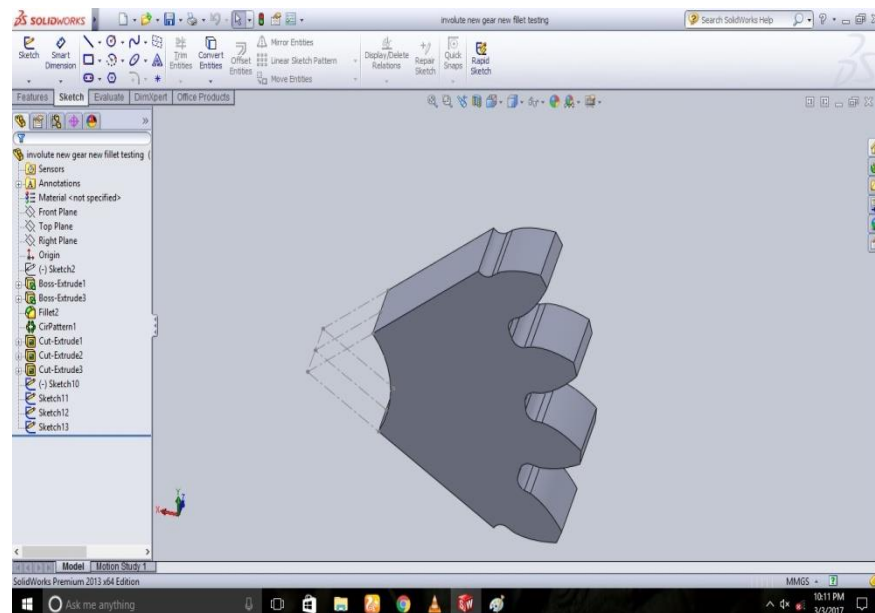 SOLIDWORKS
involute new gear new fillet testing
Search SolidWorks Help
Sketch
Smart Dimension
Trim Entities
Convert Entities
Offset Entities
Mirror Entities
Linear Sketch Pattern
Move Entities
Display/Delete Relations
Repair Sketch
Quick Snaps
Rapid Sketch
Features Sketch Evaluate DimXpert Office Products
involute new gear new fillet testing (
Sensors
Annotations
Material <not specified>
Front Plane
Top Plane
Right Plane
Origin
(-) Sketch2
Boss-Extrude1
Boss-Extrude3
Fillet2
CirPattern1
Cut-Extrude1
Cut-Extrude2
Cut-Extrude3
(-) Sketch10
Sketch11
Sketch12
Sketch13
Model Motion Study 1
SolidWorks Premium 2013 x64 Edition
MMGS
Ask me anything
10:11 PM
3/3/2017